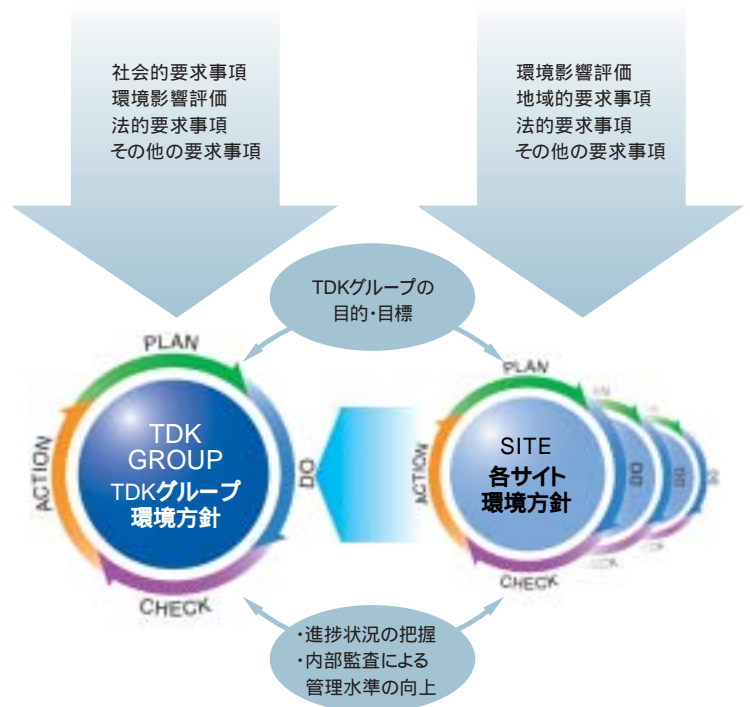 社会的要求事項
環境影響評価
法的要求事項
その他の要求事項
環境影響評価
地域的要求事項
法的要求事項
その他の要求事項
TDKグループの
目的・目標
PLAN
DO
CHECK
ACTION
TDK
GROUP
TDKグループ
環境方針
PLAN
DO
CHECK
ACTION
SITE
各サイト
環境方針
DO
DO
・進捗状況の把握
・内部監査による
管理水準の向上